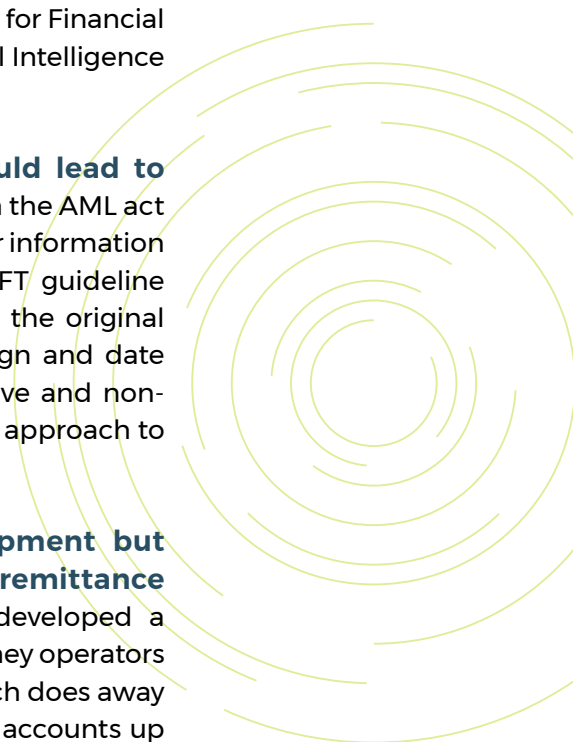 for Financial
l Intelligence
uld lead to
the AML act
r information
FT guideline
the original
gn and date
ve and non-
approach to
pment but
remittance
developed a
ney operators
ch does away
accounts up